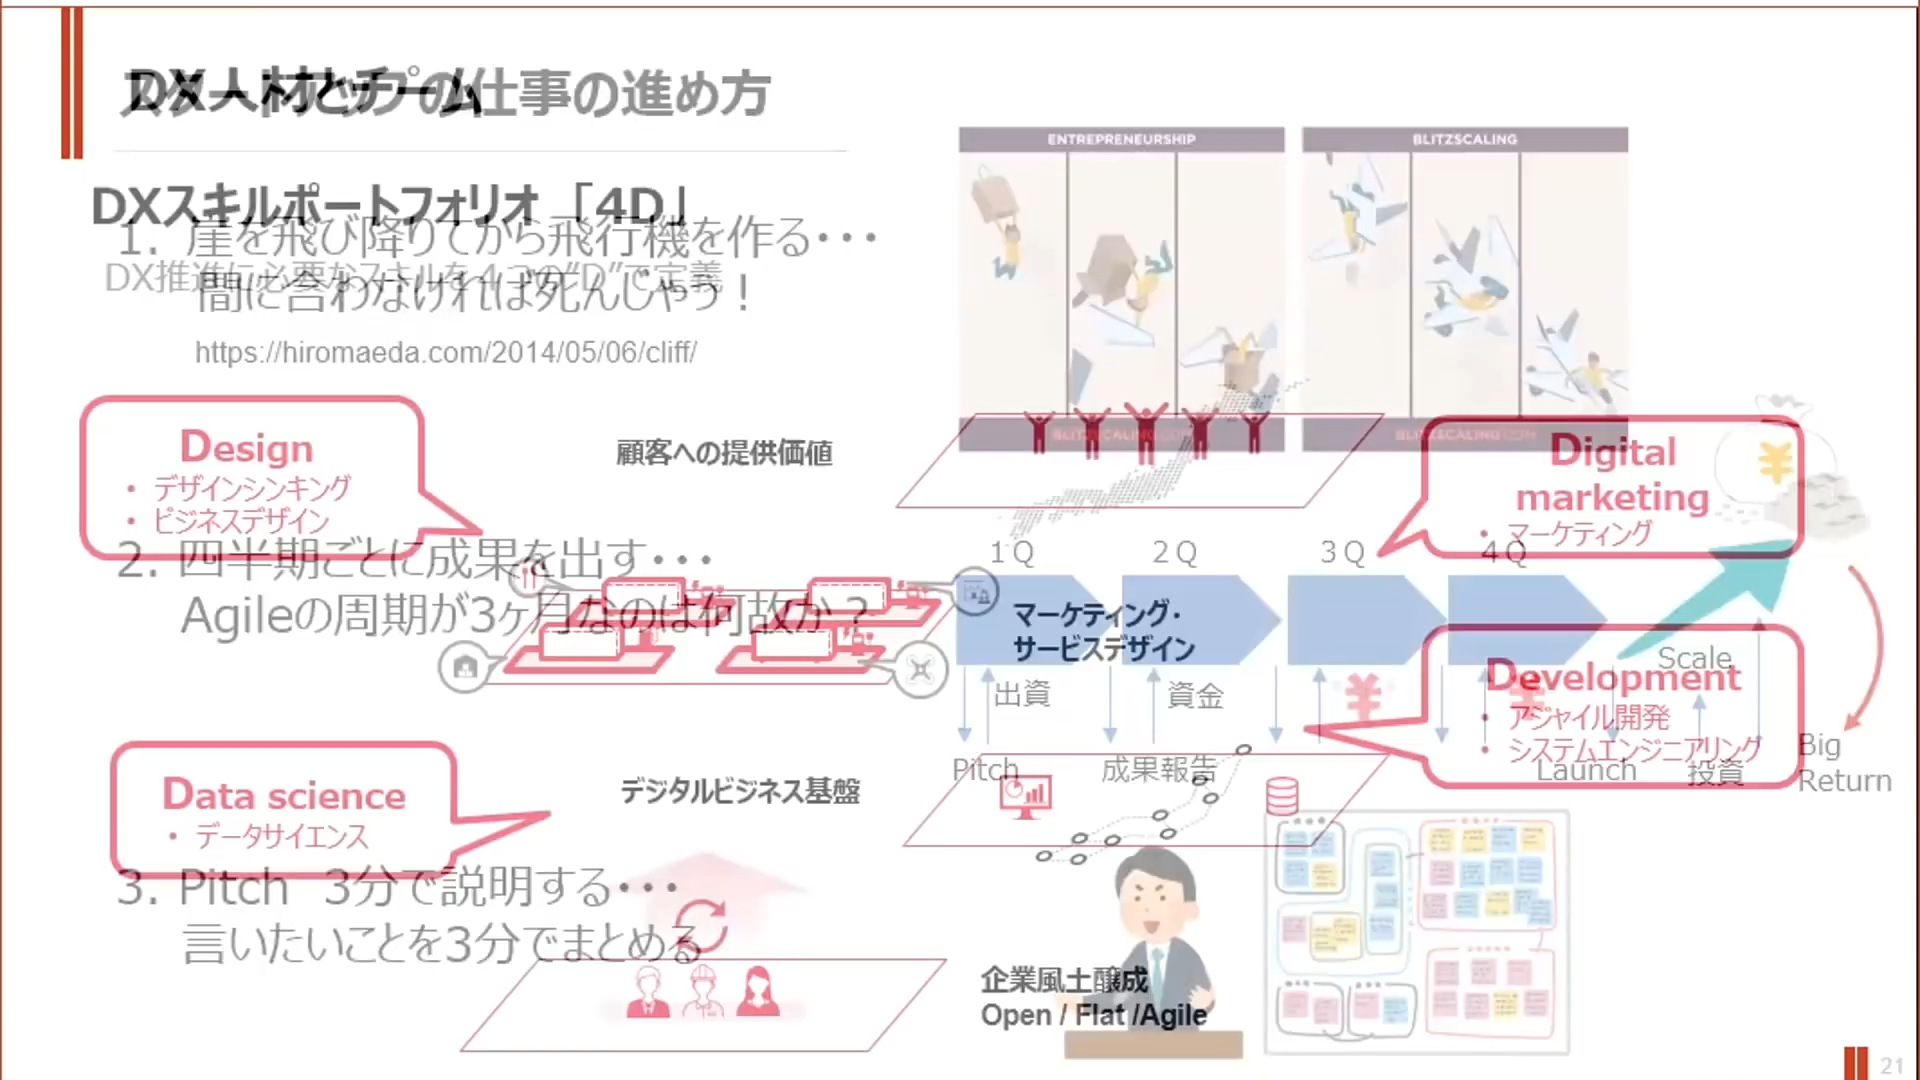 DX人材とチーム
スタートアップの仕事の進め方
DXスキルポートフォリオ「4D」
DX推進に必要なスキルを4つの“D”で定義
1. 崖を飛び降りてから飛行機を作る・・・
間に合わなければ死んじゃう！
https://hiromaeda.com/2014/05/06/cliff/
ENTREPRENEURSHIP
BLITZSCALING
BLITZSCALING.COM
BLITZSCALING.COM
Design
• デザインシンキング
• ビジネスデザイン
顧客への提供価値
Digital
marketing
• マーケティング
2. 四半期ごとに成果を出す・・・
Agileの周期が3ヶ月なのは何故か？
1Q
2Q
3Q
4Q
マーケティング・
サービスデザイン
出資
資金
Pitch
成果報告
Scale
Launch
投資
Big
Return
Development
• アジャイル開発
• システムエンジニアリング
Data science
• データサイエンス
デジタルビジネス基盤
3. Pitch 3分で説明する・・・
言いたいことを3分でまとめる
企業風土醸成
Open / Flat /Agile
21